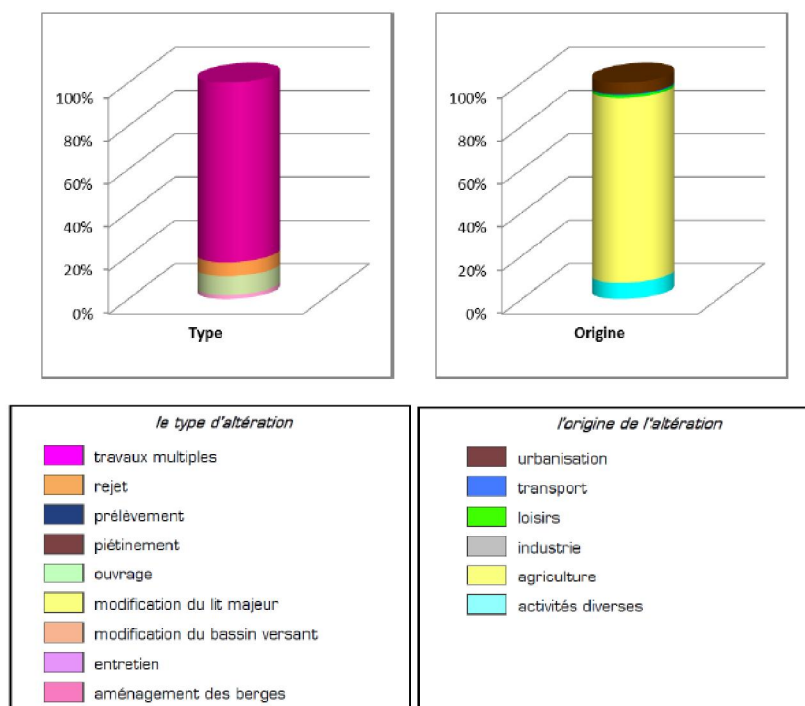 100%
80%
60%
40%
20%
0%
Type
100%
80%
60%
40%
20%
0%
Origine
le type d'altération
travaux multiples
rejet
prélèvement
piétinement
ouvrage
modification du lit majeur
modification du bassin versant
entretien
aménagement des berges
l'origine de l'altération
urbanisation
transport
loisirs
industrie
agriculture
activités diverses